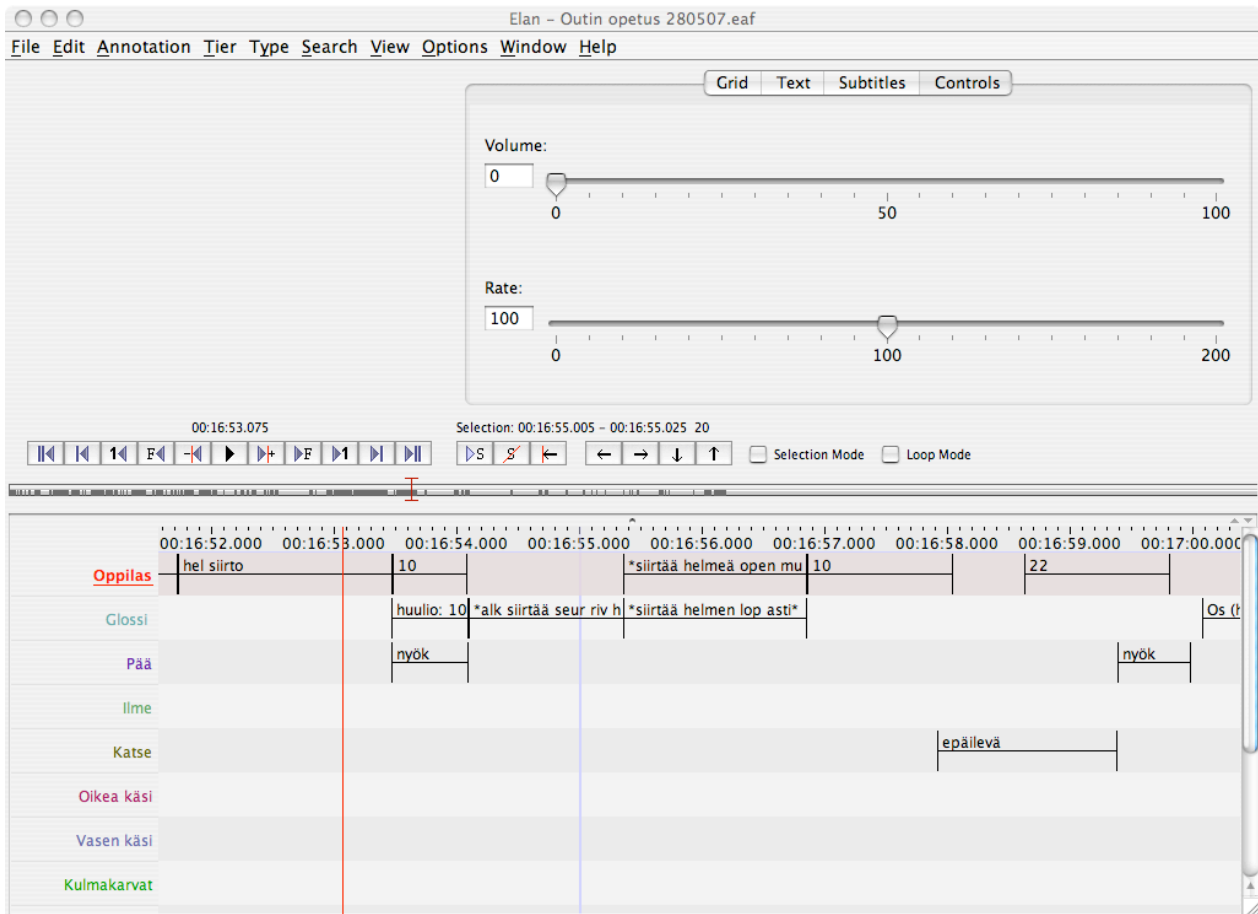 Elan – Outin opetus 280507.eaf
File Edit Annotation Tier Type Search View Options Window Help
Grid Text Subtitles Controls
Volume:
0
0 50 100
Rate:
100
0 100 200
00:16:53.075 Selection: 00:16:55.005 – 00:16:55.025 20
1 F + F 1 S S Selection Mode Loop Mode
00:16:52.000 00:16:53.000 00:16:54.000 00:16:55.000 00:16:56.000 00:16:57.000 00:16:58.000 00:16:59.000 00:17:00.000
Oppilas hel siirto 10 *siirtää helmeä open mu 10 22
Glossi huulio: 10 *alk siirtää seur riv h *siirtää helmen lop asti* Os (h
Pää nyök nyök
Ilme
Katse epäilevä
Oikea käsi
Vasen käsi
Kulmakarvat